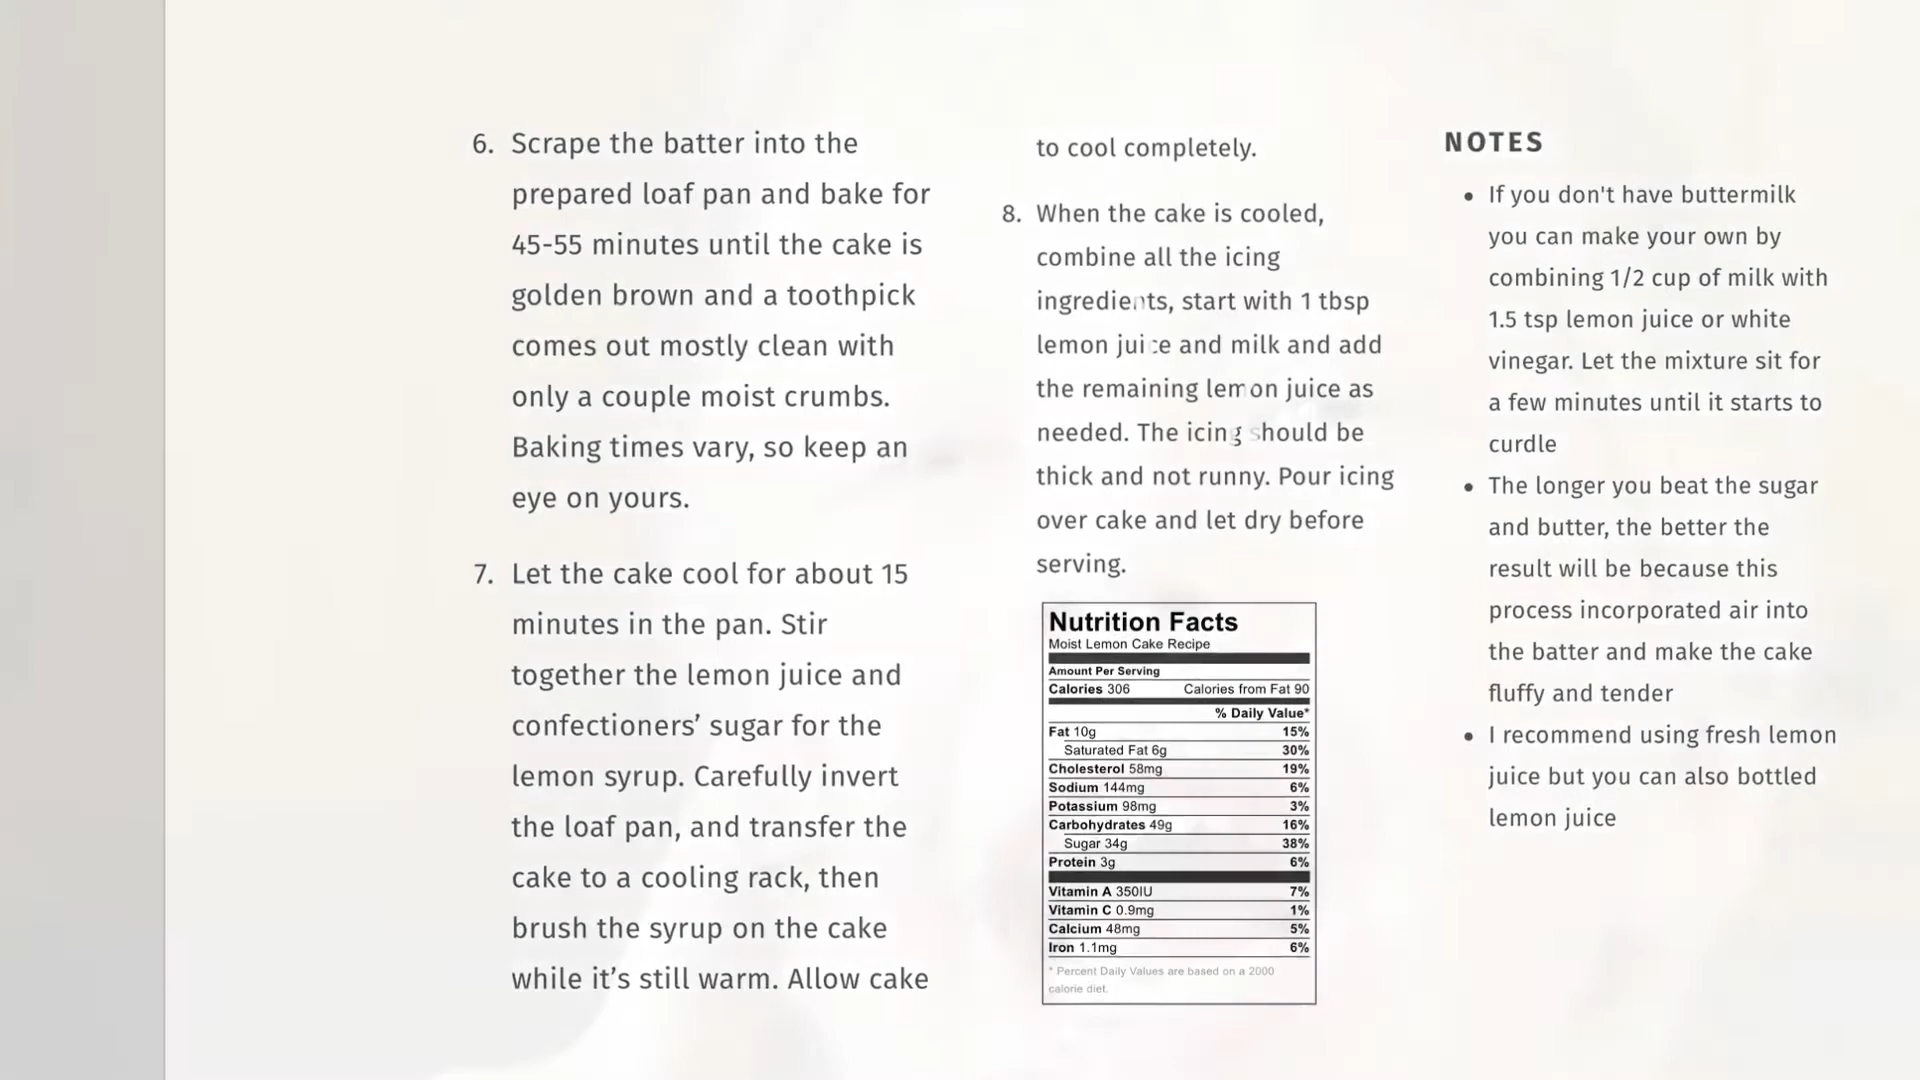 6. Scrape the batter into the
prepared loaf pan and bake for
45-55 minutes until the cake is
golden brown and a toothpick
comes out mostly clean with
only a couple moist crumbs.
Baking times vary, so keep an
eye on yours.
7. Let the cake cool for about 15
minutes in the pan. Stir
together the lemon juice and
confectioners’ sugar for the
lemon syrup. Carefully invert
the loaf pan, and transfer the
cake to a cooling rack, then
brush the syrup on the cake
while it’s still warm. Allow cake
to cool completely.
8. When the cake is cooled,
combine all the icing
ingredients, start with 1 tbsp
lemon juice and milk and add
the remaining lemon juice as
needed. The icing should be
thick and not runny. Pour icing
over cake and let dry before
serving.
Nutrition Facts
Moist Lemon Cake Recipe
Amount Per Serving
Calories 306 Calories from Fat 90
% Daily Value*
Fat 10g 15%
Saturated Fat 6g 30%
Cholesterol 58mg 19%
Sodium 144mg 6%
Potassium 98mg 3%
Carbohydrates 49g 16%
Sugar 34g 38%
Protein 3g 6%
Vitamin A 350IU 7%
Vitamin C 0.9mg 1%
Calcium 48mg 5%
Iron 1.1mg 6%
* Percent Daily Values are based on a 2000
calorie diet.
NOTES
• If you don't have buttermilk
you can make your own by
combining 1/2 cup of milk with
1.5 tsp lemon juice or white
vinegar. Let the mixture sit for
a few minutes until it starts to
curdle
• The longer you beat the sugar
and butter, the better the
result will be because this
process incorporated air into
the batter and make the cake
fluffy and tender
• I recommend using fresh lemon
juice but you can also bottled
lemon juice